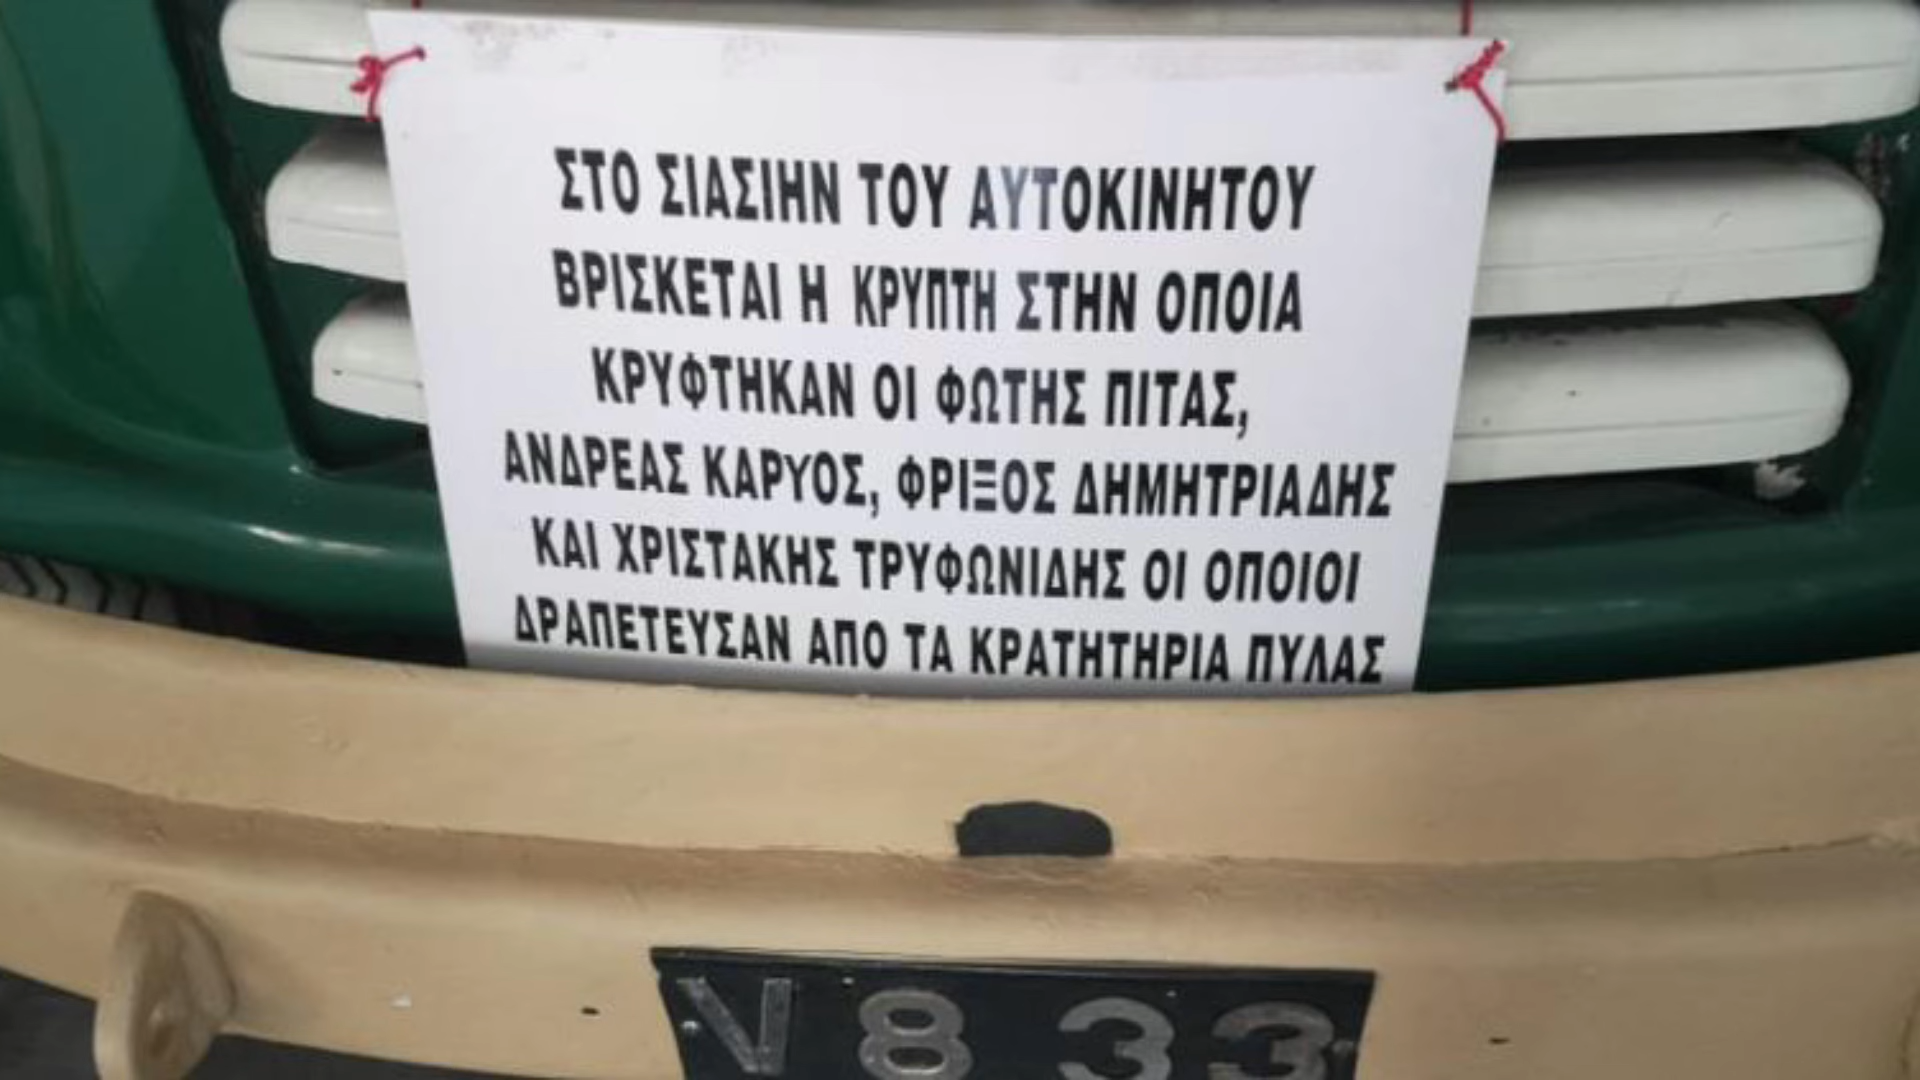 ΣΤΟ ΣΙΑΣΙΗΝ ΤΟΥ ΑΥΤΟΚΙΝΗΤΟΥ
ΒΡΙΣΚΕΤΑΙ Η ΚΡΥΠΤΗ ΣΤΗΝ ΟΠΟΙΑ
ΚΡΥΦΤΗΚΑΝ ΟΙ ΦΩΤΗΣ ΠΙΤΑΣ,
ΑΝΔΡΕΑΣ ΚΑΡΥΟΣ, ΦΡΙΞΟΣ ΔΗΜΗΤΡΙΑΔΗΣ
ΚΑΙ ΧΡΙΣΤΑΚΗΣ ΤΡΥΦΩΝΙΔΗΣ ΟΙ ΟΠΟΙΟΙ
ΔΡΑΠΕΤΕΥΣΑΝ ΑΠΟ ΤΑ ΚΡΑΤΗΤΗΡΙΑ ΠΥΛΑΣ
V 8 33